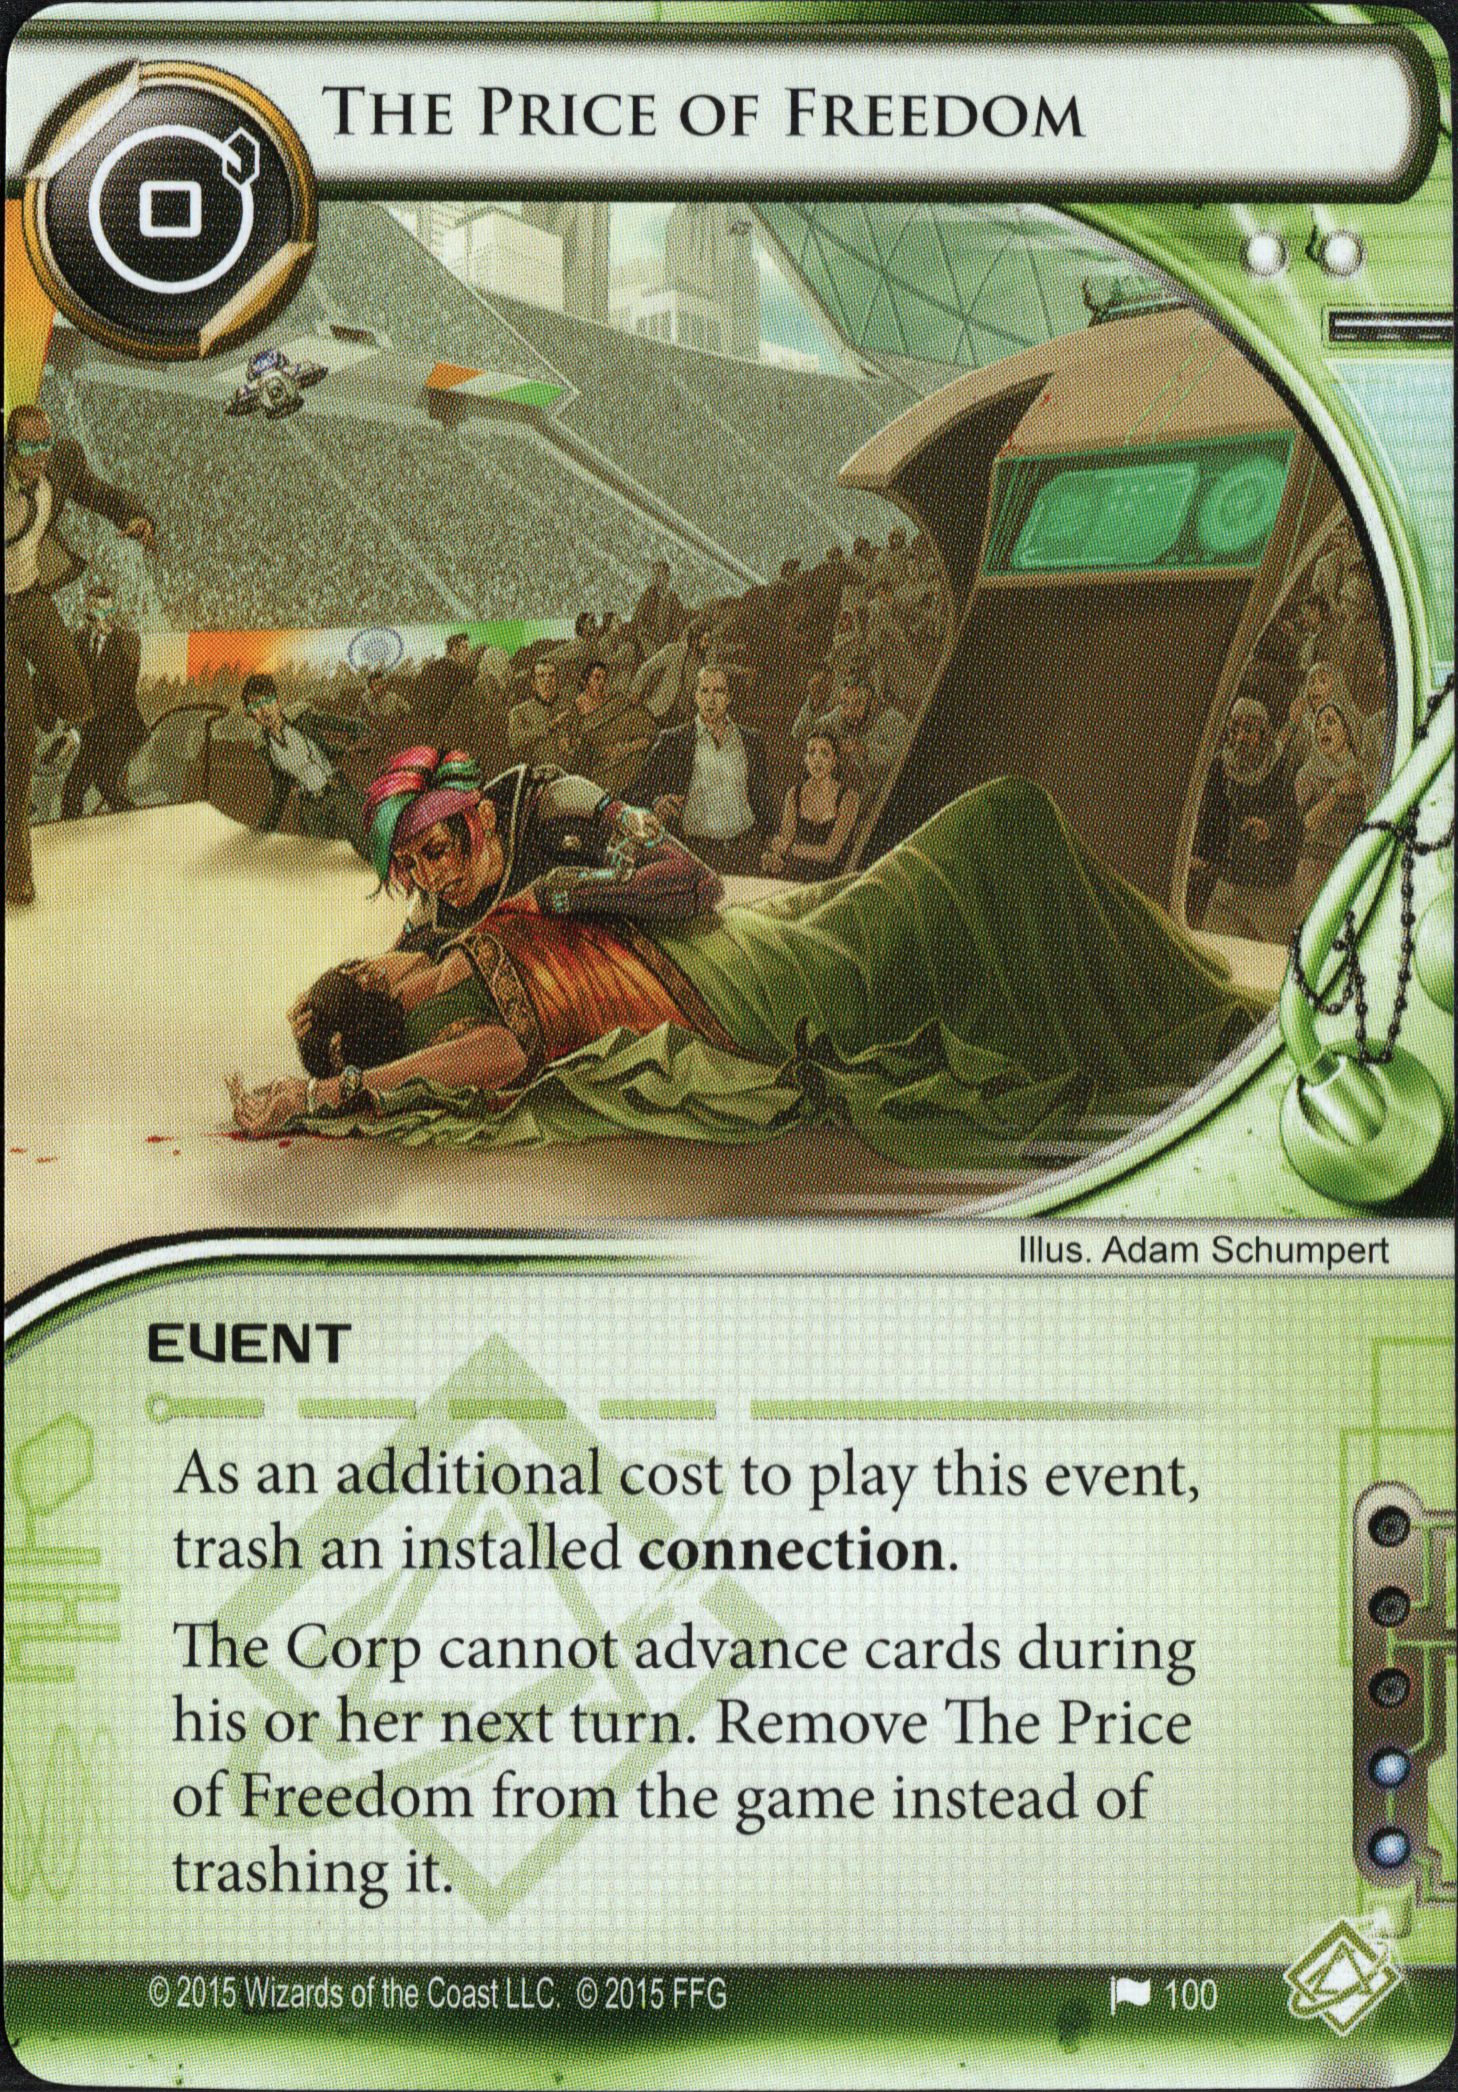 THE PRICE OF FREEDOM
Illus. Adam Schumpert
EVENT
As an additional cost to play this event,
trash an installed connection.
The Corp cannot advance cards during
his or her next turn. Remove The Price
of Freedom from the game instead of
trashing it.
© 2015 Wizards of the Coast LLC. © 2015 FFG
100